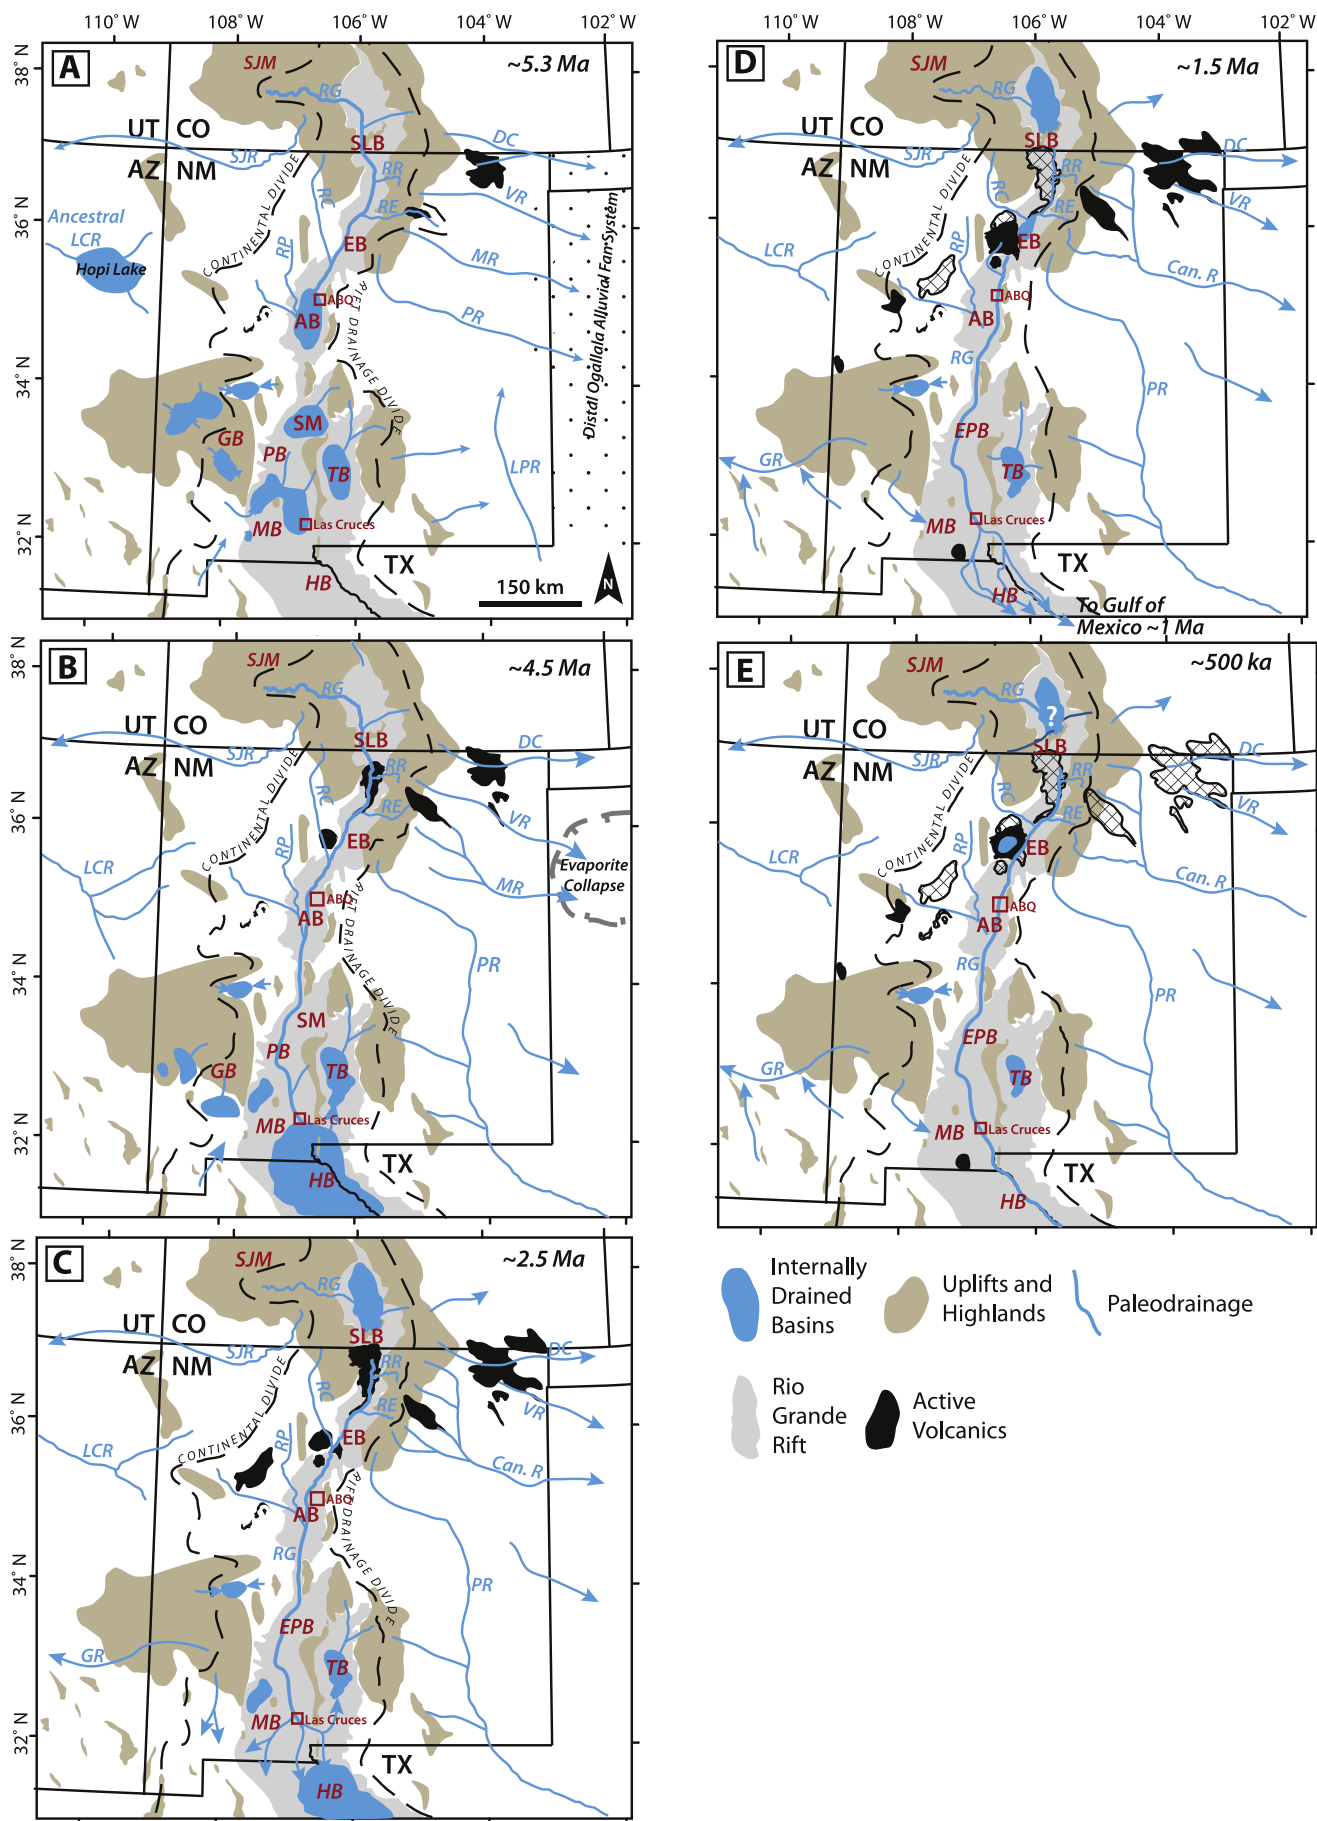 110° W
108° W
106° W
104° W
102° W
38° N
36° N
34° N
32° N
A
~5.3 Ma
SJM
RG
UT
CO
SLB
DC
AZ
NM
SJR
RR
RC
RE
VR
CONTINENTAL DIVIDE
Ancestral
LCR
Hopi Lake
RP
EB
MR
ABQ
AB
RIFT DRAINAGE DIVIDE
PR
Distal Ogallala Alluvial Fan System
GB
SM
PB
TB
LPR
MB
Las Cruces
TX
HB
150 km
N
38° N
36° N
34° N
32° N
B
~4.5 Ma
SJM
RG
UT
CO
SLB
DC
AZ
NM
SJR
RR
RC
RE
VR
CONTINENTAL DIVIDE
LCR
RP
EB
MR
Evaporite
Collapse
ABQ
AB
RIFT DRAINAGE DIVIDE
PR
SM
PB
GB
TB
MB
Las Cruces
TX
HB
38° N
36° N
34° N
32° N
C
~2.5 Ma
SJM
RG
UT
CO
SLB
DC
AZ
NM
SJR
RR
RC
RE
VR
CONTINENTAL DIVIDE
LCR
RP
EB
Can. R
ABQ
AB
RIFT DRAINAGE DIVIDE
RG
PR
EPB
GR
TB
MB
Las Cruces
TX
HB
110° W
108° W
106° W
104° W
102° W
D
~1.5 Ma
SJM
RG
UT
CO
SLB
DC
AZ
NM
SJR
RR
RC
RE
VR
CONTINENTAL DIVIDE
LCR
RP
EB
Can. R
ABQ
AB
RG
PR
EPB
GR
TB
MB
Las Cruces
TX
HB
To Gulf of
Mexico ~1 Ma
E
~500 ka
SJM
RG
?
UT
CO
SLB
DC
AZ
NM
SJR
RR
RC
RE
VR
CONTINENTAL DIVIDE
LCR
RP
EB
Can. R
ABQ
AB
RG
PR
EPB
GR
TB
MB
Las Cruces
TX
HB
Internally
Drained
Basins
Uplifts and
Highlands
Paleodrainage
Rio
Grande
Rift
Active
Volcanics